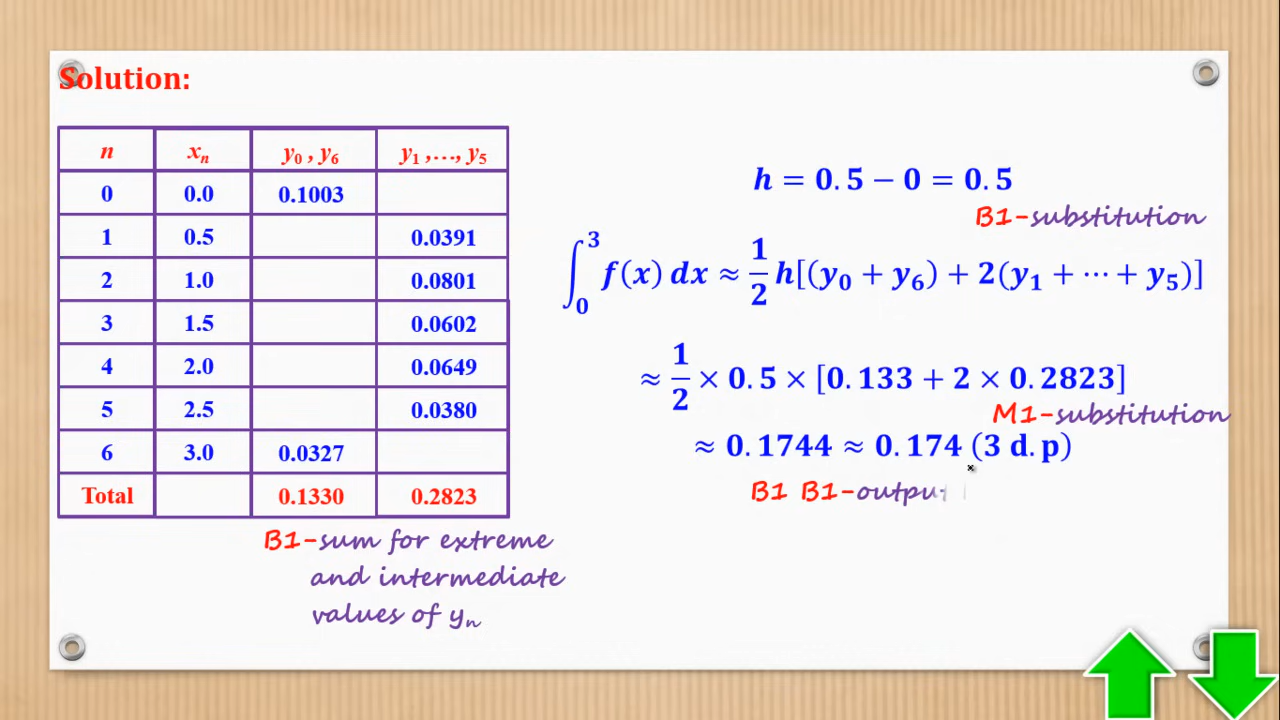 Solution:
n xₙ y₀ , y₆ y₁ ,…, y₅
0 0.0 0.1003
1 0.5 0.0391
2 1.0 0.0801
3 1.5 0.0602
4 2.0 0.0649
5 2.5 0.0380
6 3.0 0.0327
Total 0.1330 0.2823
B1-sum for extreme
and intermediate
values of yₙ
h = 0.5 − 0 = 0.5
B1-substitution
∫₀³ f(x) dx ≈ 1/2 h[(y₀ + y₆) + 2(y₁ + ⋯ + y₅)]
≈ 1/2 × 0.5 × [0.133 + 2 × 0.2823]
M1-substitution
≈ 0.1744 ≈ 0.174 (3 d.p)
B1 B1-output